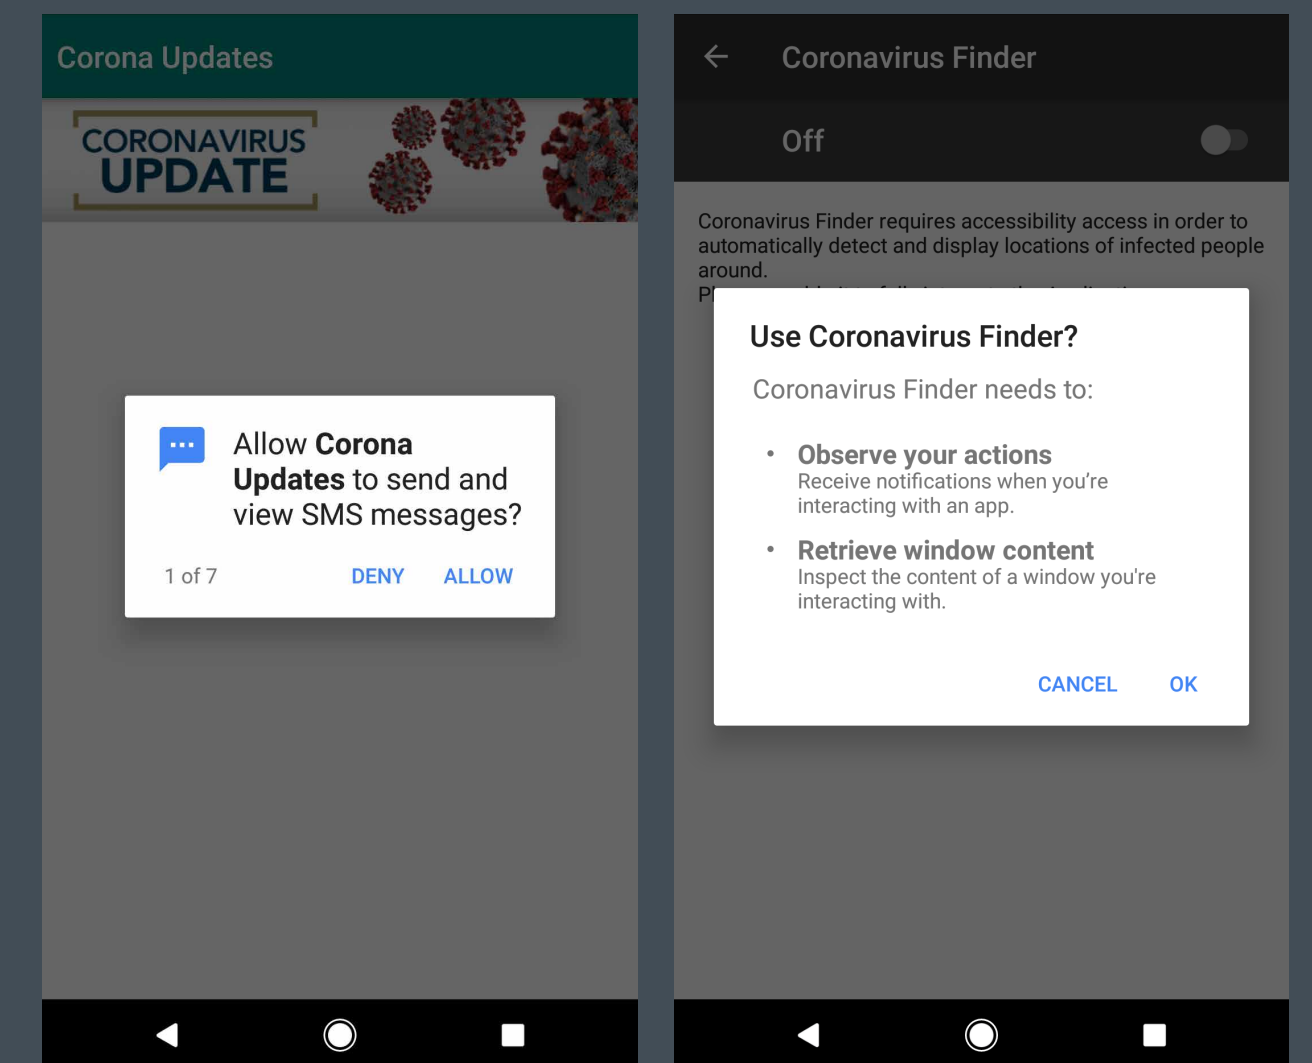 Corona Updates
CORONAVIRUS
UPDATE
Allow Corona
Updates to send and
view SMS messages?
1 of 7
DENY
ALLOW
Coronavirus Finder
Off
Coronavirus Finder requires accessibility access in order to
automatically detect and display locations of infected people
around.
Use Coronavirus Finder?
Coronavirus Finder needs to:
• Observe your actions
Receive notifications when you're
interacting with an app.
• Retrieve window content
Inspect the content of a window you're
interacting with.
CANCEL
OK